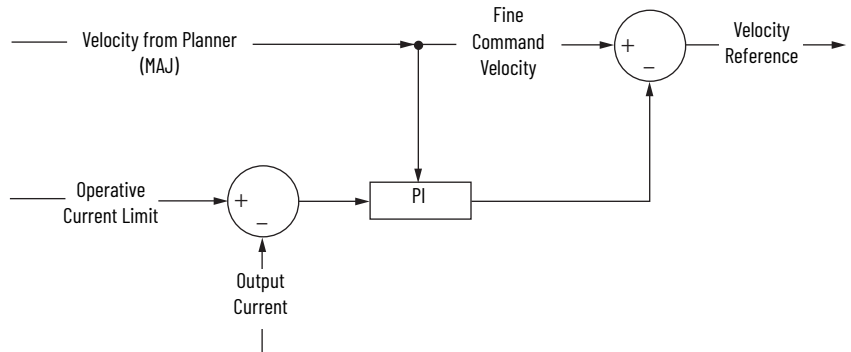 Velocity from Planner
(MAJ)
Fine
Command
Velocity
+
−
Velocity
Reference
Operative
Current Limit
+
−
PI
Output
Current